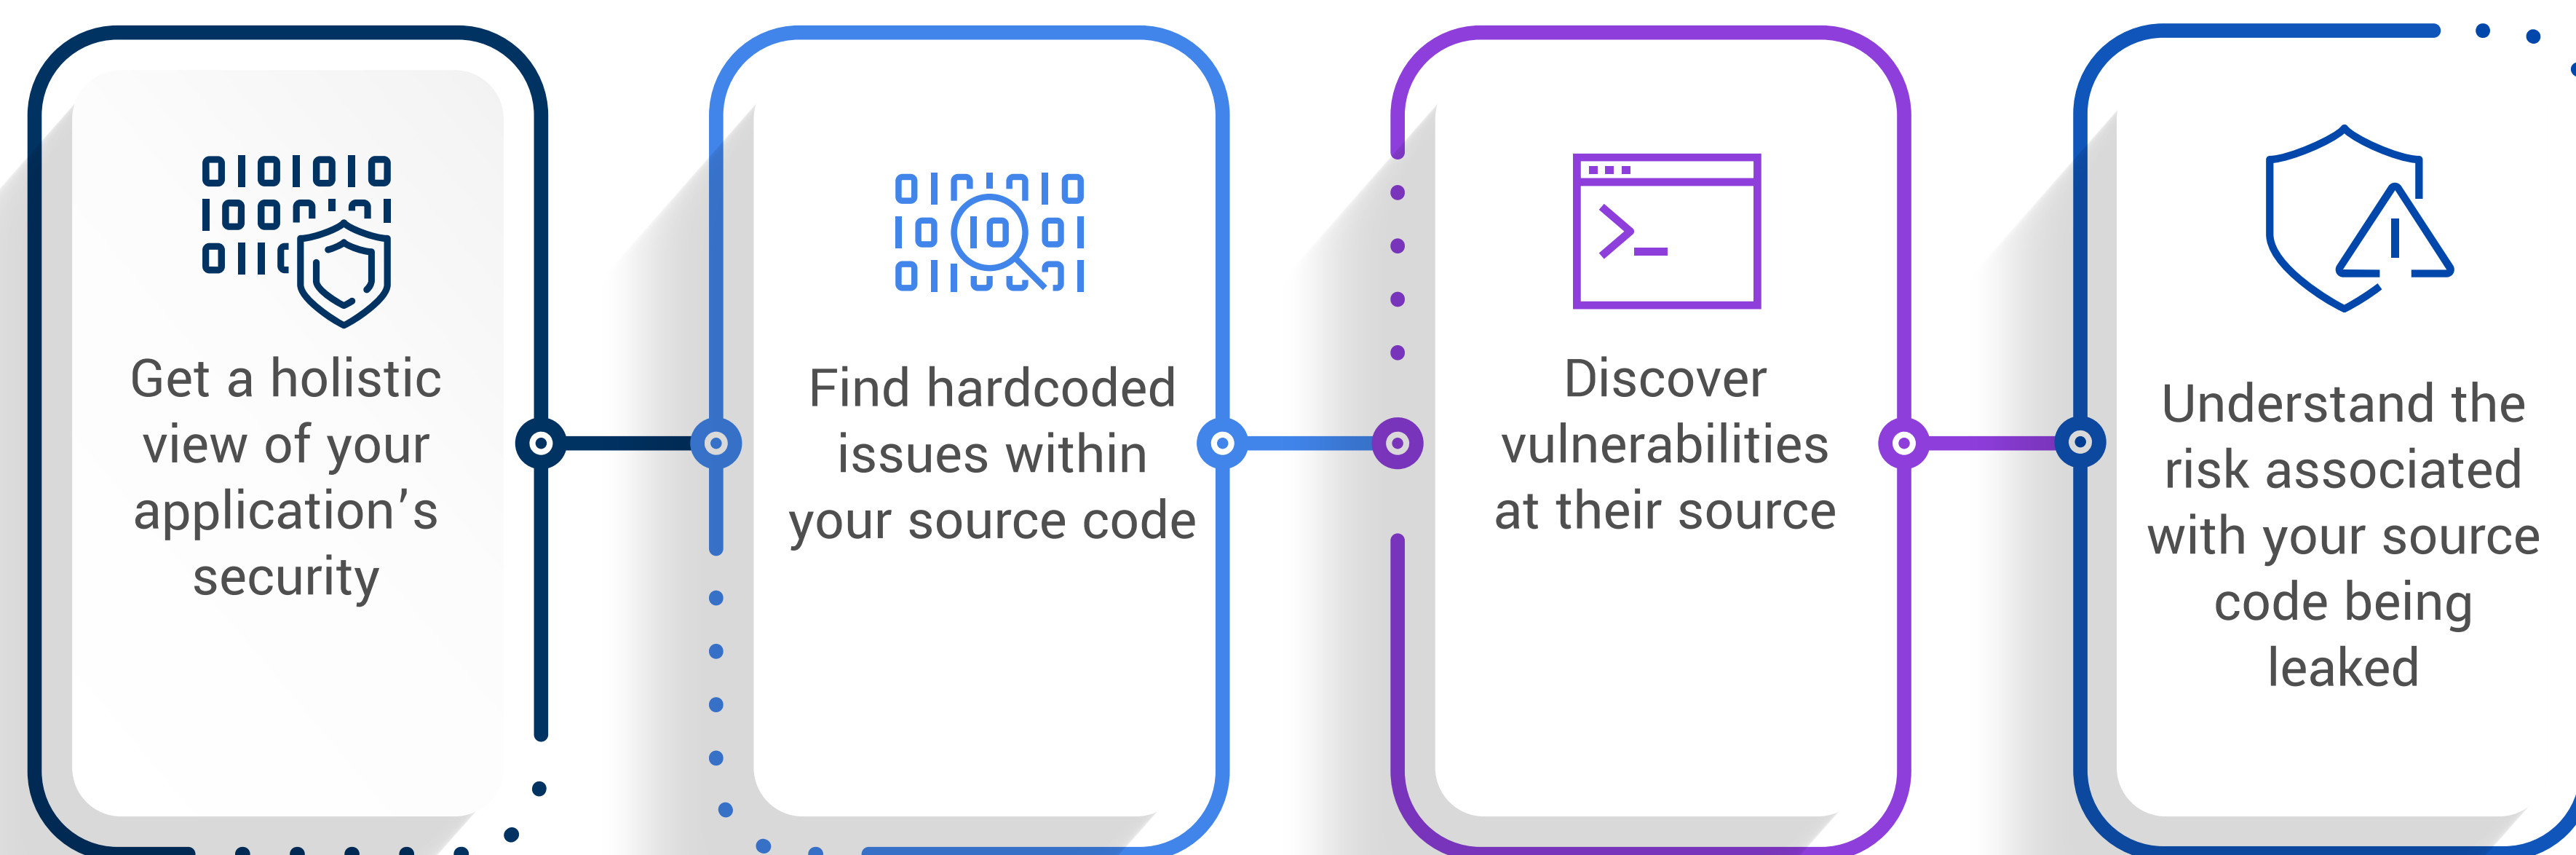 Get a holistic
view of your
application's
security
Find hardcoded
issues within
your source code
Discover
vulnerabilities
at their source
Understand the
risk associated
with your source
code being
leaked